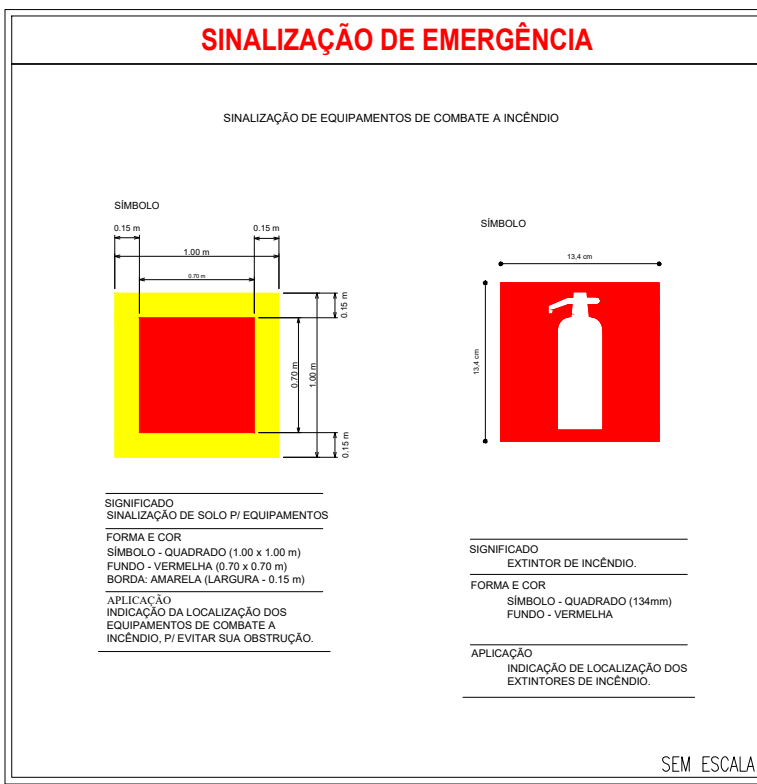 SINALIZAÇÃO DE EMERGÊNCIA
SINALIZAÇÃO DE EQUIPAMENTOS DE COMBATE A INCÊNDIO
SÍMBOLO
0.15 m
0.15 m
1.00 m
0.70 m
0.15 m
0.70 m
1.00 m
0.15 m
SIGNIFICADO
SINALIZAÇÃO DE SOLO P/ EQUIPAMENTOS
FORMA E COR
SÍMBOLO - QUADRADO (1.00 x 1.00 m)
FUNDO - VERMELHA (0.70 x 0.70 m)
BORDA: AMARELA (LARGURA - 0.15 m)
APLICAÇÃO
INDICAÇÃO DA LOCALIZAÇÃO DOS
EQUIPAMENTOS DE COMBATE A
INCÊNDIO, P/ EVITAR SUA OBSTRUÇÃO.
SÍMBOLO
13,4 cm
13,4 cm
SIGNIFICADO
EXTINTOR DE INCÊNDIO.
FORMA E COR
SÍMBOLO - QUADRADO (134mm)
FUNDO - VERMELHA
APLICAÇÃO
INDICAÇÃO DE LOCALIZAÇÃO DOS
EXTINTORES DE INCÊNDIO.
SEM ESCALA